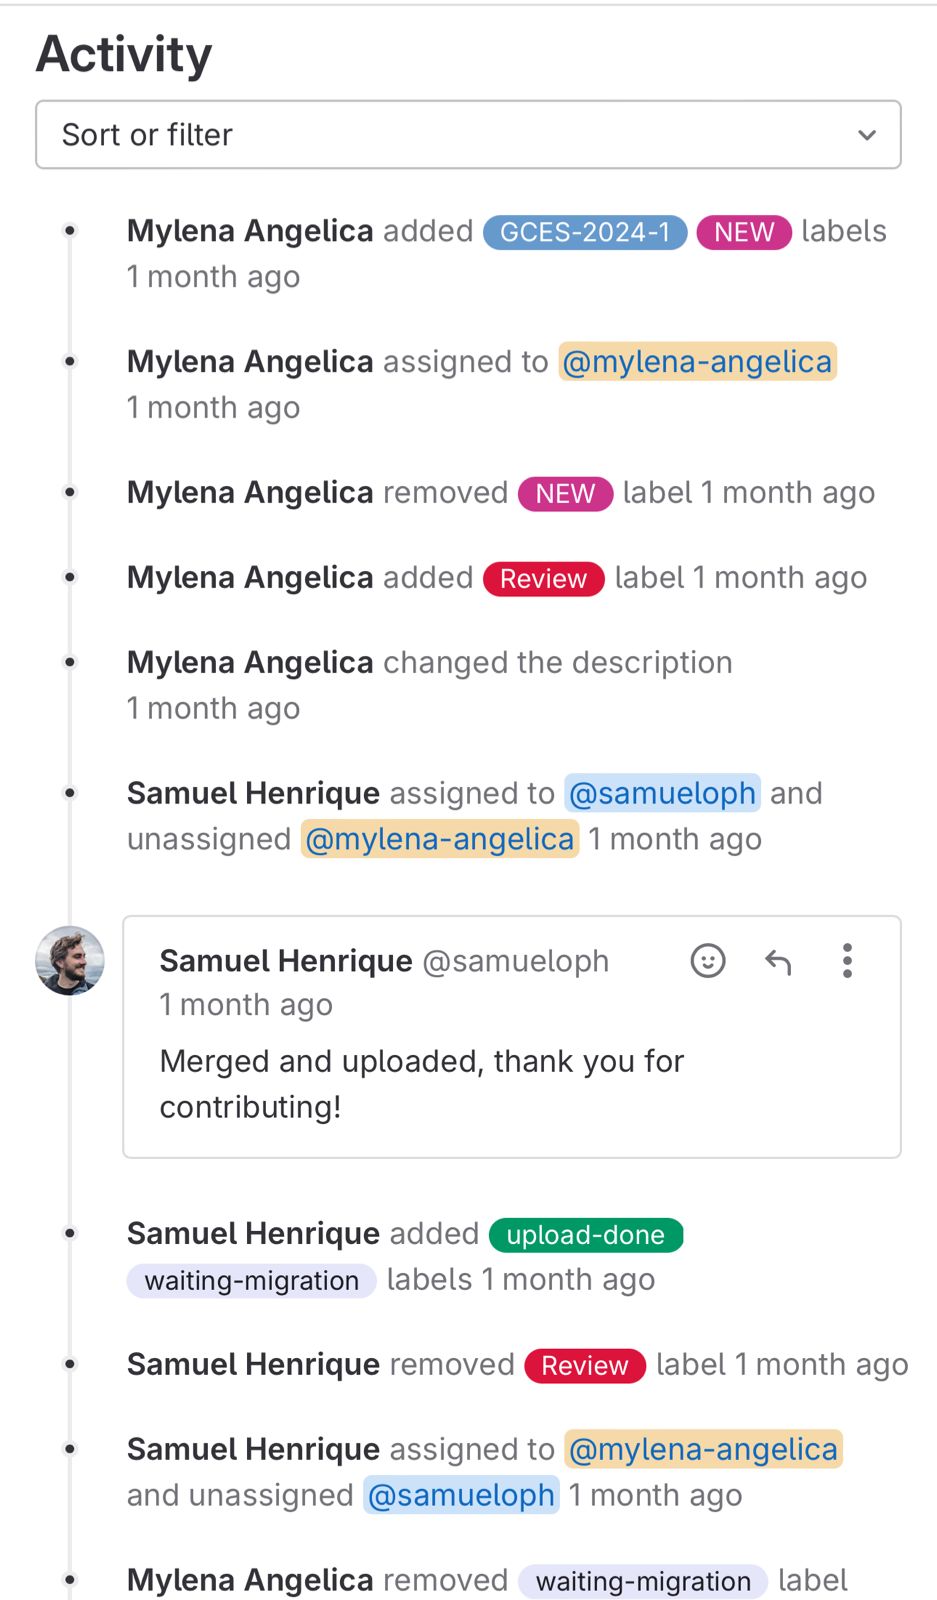 Activity
Sort or filter
Mylena Angelica added GCES-2024-1 NEW labels
1 month ago
Mylena Angelica assigned to @mylena-angelica
1 month ago
Mylena Angelica removed NEW label 1 month ago
Mylena Angelica added Review label 1 month ago
Mylena Angelica changed the description
1 month ago
Samuel Henrique assigned to @samueloph and
unassigned @mylena-angelica 1 month ago
Samuel Henrique @samueloph
1 month ago
Merged and uploaded, thank you for
contributing!
Samuel Henrique added upload-done
waiting-migration labels 1 month ago
Samuel Henrique removed Review label 1 month ago
Samuel Henrique assigned to @mylena-angelica
and unassigned @samueloph 1 month ago
Mylena Angelica removed waiting-migration label